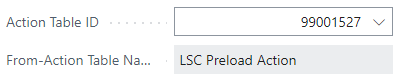 Action Table ID 99001527
From-Action Table Na... LSC Preload Action